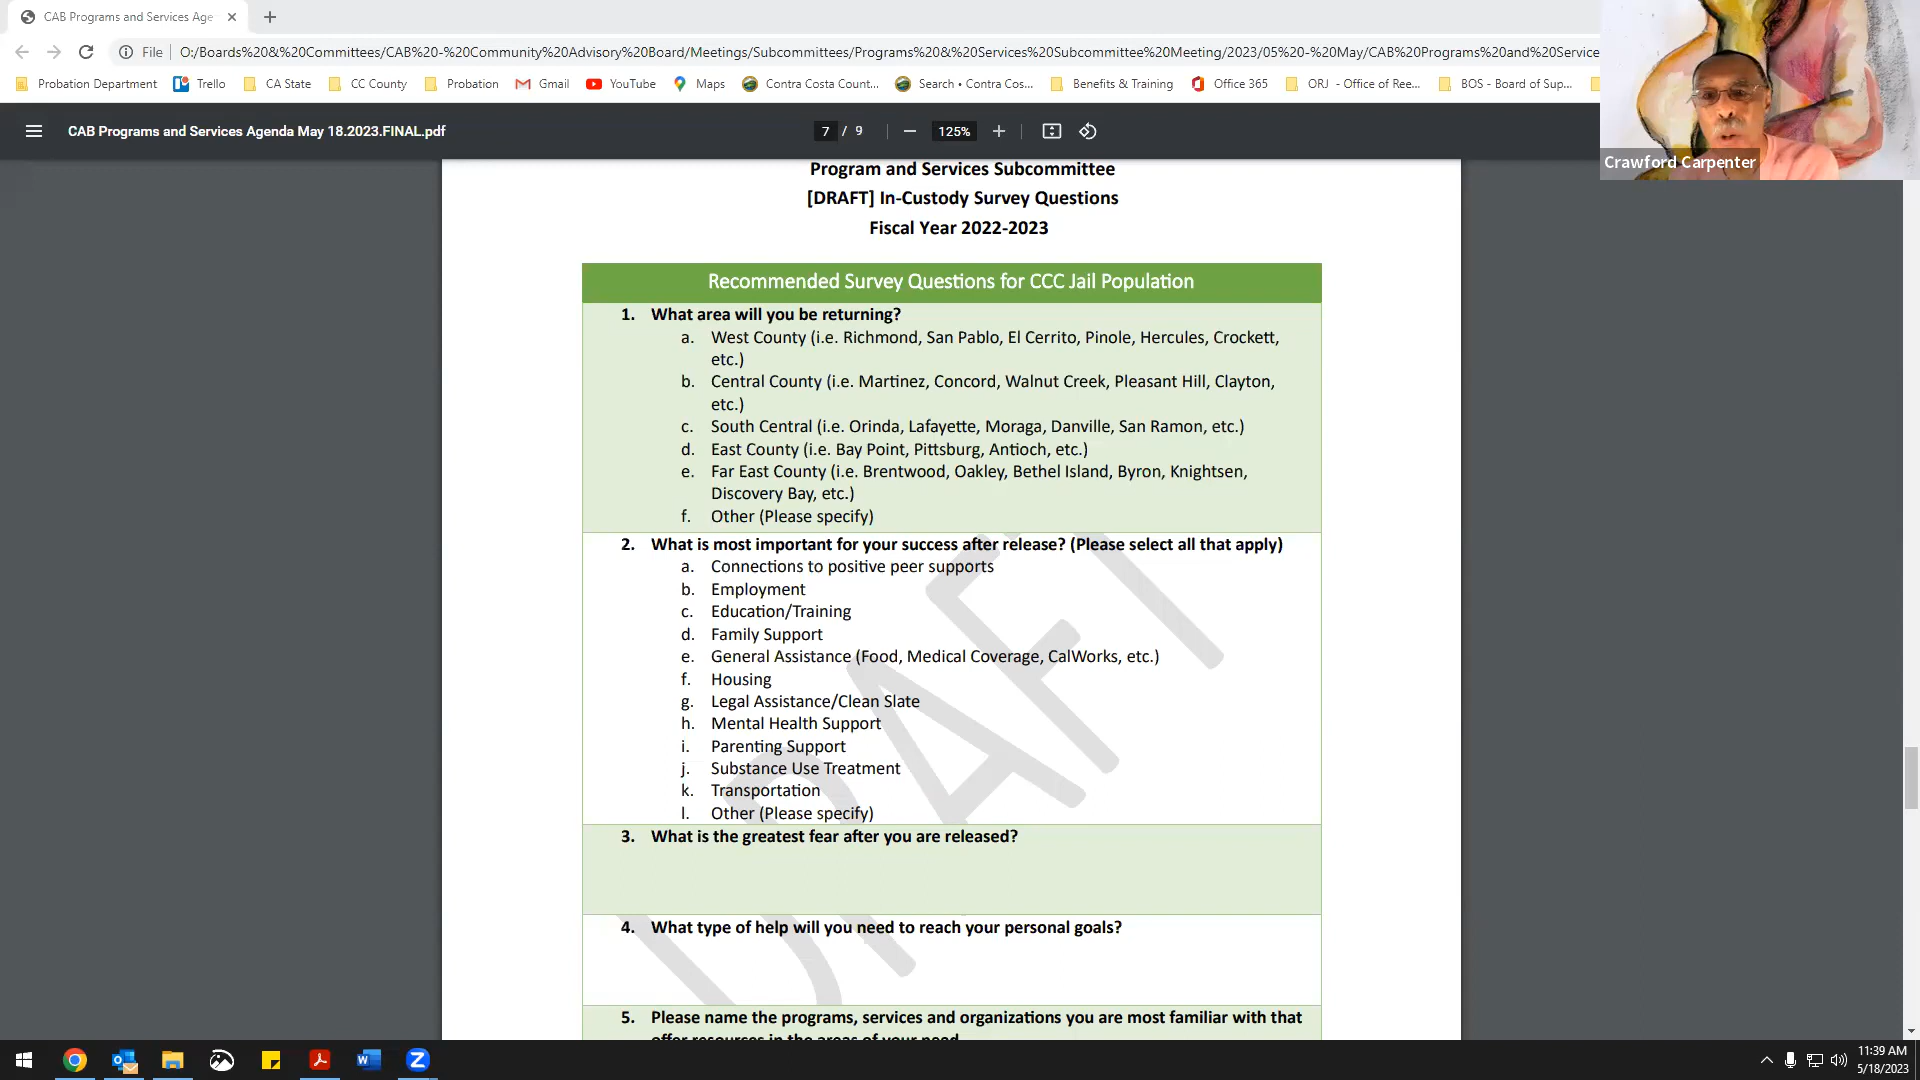 CAB Programs and Services Age
File
O:/Boards%20&%20Committees/CAB%20-%20Community%20Advisory%20Board/Meetings/Subcommittees/Programs%20&%20Services%20Subcommittee%20Meeting/2023/05%20-%20May/CAB%20Programs%20and%20Service
Probation Department
Trello
CA State
CC County
Probation
Gmail
YouTube
Maps
Contra Costa Count...
Search • Contra Cos...
Benefits & Training
Office 365
ORJ - Office of Ree...
BOS - Board of Sup...
CAB Programs and Services Agenda May 18.2023.FINAL.pdf
7 / 9
125%
Crawford Carpenter
Program and Services Subcommittee
[DRAFT] In-Custody Survey Questions
Fiscal Year 2022-2023
Recommended Survey Questions for CCC Jail Population
1. What area will you be returning?
a. West County (i.e. Richmond, San Pablo, El Cerrito, Pinole, Hercules, Crockett,
etc.)
b. Central County (i.e. Martinez, Concord, Walnut Creek, Pleasant Hill, Clayton,
etc.)
c. South Central (i.e. Orinda, Lafayette, Moraga, Danville, San Ramon, etc.)
d. East County (i.e. Bay Point, Pittsburg, Antioch, etc.)
e. Far East County (i.e. Brentwood, Oakley, Bethel Island, Byron, Knightsen,
Discovery Bay, etc.)
f. Other (Please specify)
2. What is most important for your success after release? (Please select all that apply)
a. Connections to positive peer supports
b. Employment
c. Education/Training
d. Family Support
e. General Assistance (Food, Medical Coverage, CalWorks, etc.)
f. Housing
g. Legal Assistance/Clean Slate
h. Mental Health Support
i. Parenting Support
j. Substance Use Treatment
k. Transportation
l. Other (Please specify)
3. What is the greatest fear after you are released?
4. What type of help will you need to reach your personal goals?
5. Please name the programs, services and organizations you are most familiar with that
offer resources in the areas of your need
DRAFT
11:39 AM
5/18/2023